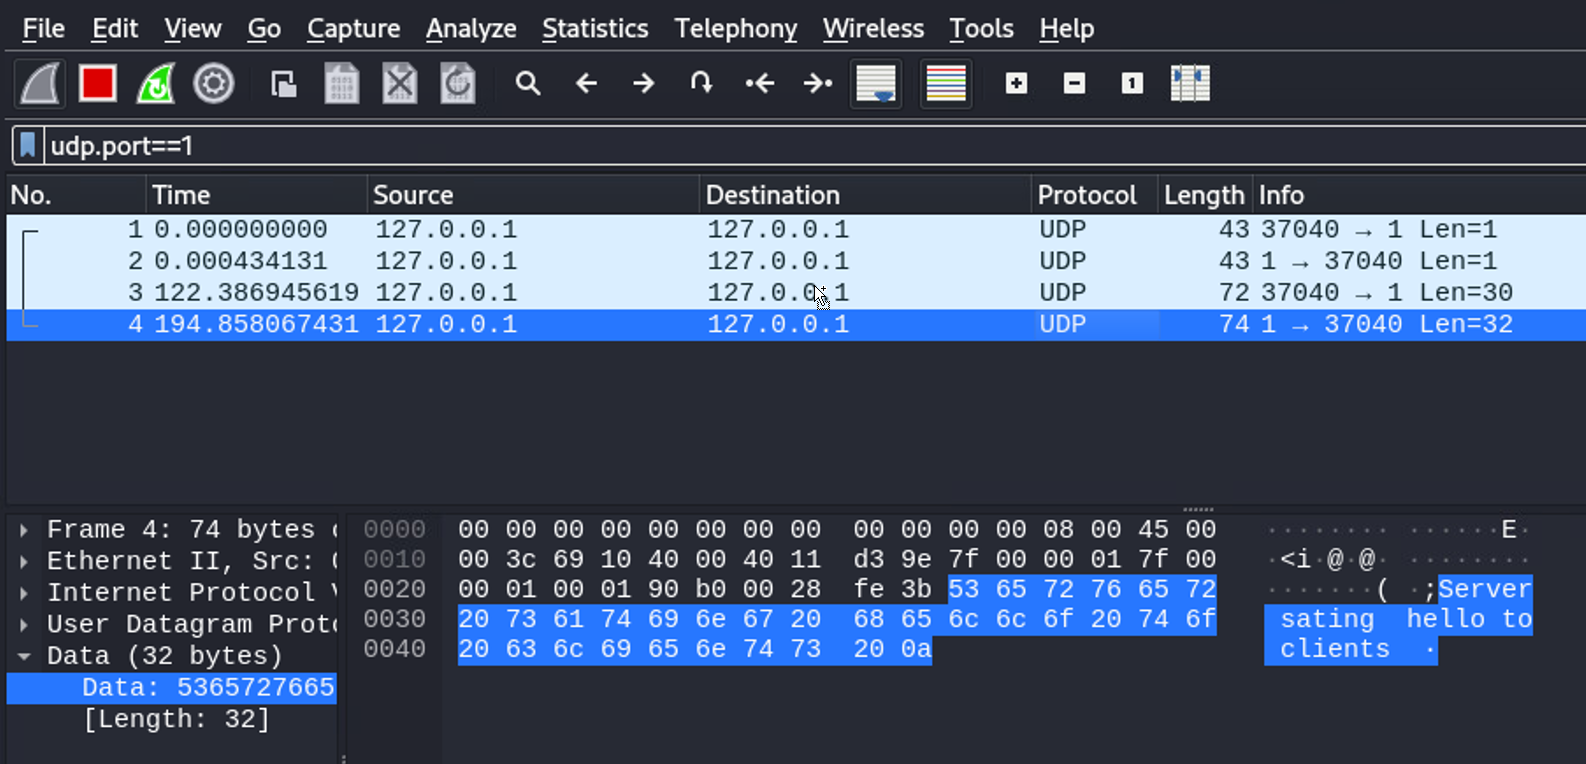 File Edit View Go Capture Analyze Statistics Telephony Wireless Tools Help
udp.port==1
No. Time Source Destination Protocol Length Info
1 0.000000000 127.0.0.1 127.0.0.1 UDP 43 37040 → 1 Len=1
2 0.000434131 127.0.0.1 127.0.0.1 UDP 43 1 → 37040 Len=1
3 122.386945619 127.0.0.1 127.0.0.1 UDP 72 37040 → 1 Len=30
4 194.858067431 127.0.0.1 127.0.0.1 UDP 74 1 → 37040 Len=32
Frame 4: 74 bytes
Ethernet II, Src:
Internet Protocol
User Datagram Proto
Data (32 bytes)
Data: 5365727665
[Length: 32]
0000 00 00 00 00 00 00 00 00 00 00 00 00 08 00 45 00 ········ ······E·
0010 00 3c 69 10 40 00 40 11 d3 9e 7f 00 00 01 7f 00 ·<i·@·@· ········
0020 00 01 00 01 90 b0 00 28 fe 3b 53 65 72 76 65 72 ·······( ·;Server
0030 20 73 61 74 69 6e 67 20 68 65 6c 6c 6f 20 74 6f sating hello to
0040 20 63 6c 69 65 6e 74 73 20 0a clients ·